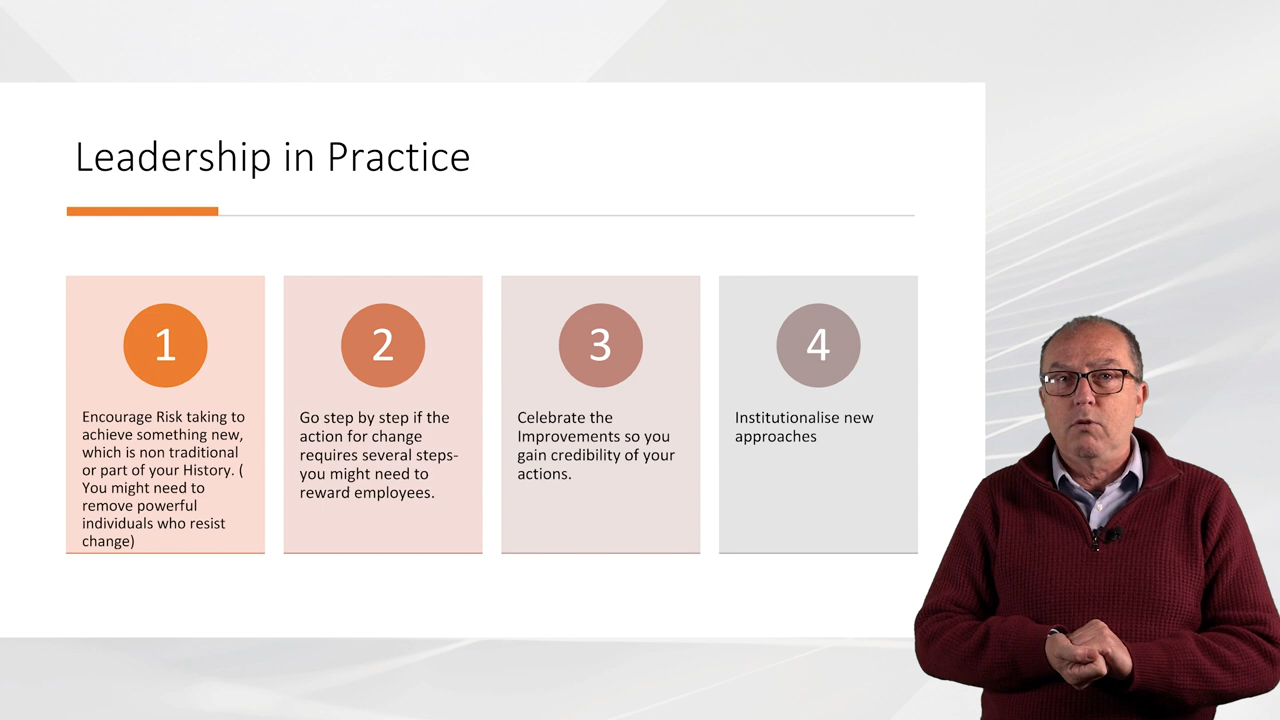 Leadership in Practice
1
Encourage Risk taking to
achieve something new,
which is non traditional
or part of your History. (
You might need to
remove powerful
individuals who resist
change)
2
Go step by step if the
action for change
requires several steps-
you might need to
reward employees.
3
Celebrate the
Improvements so you
gain credibility of your
actions.
4
Institutionalise new
approaches